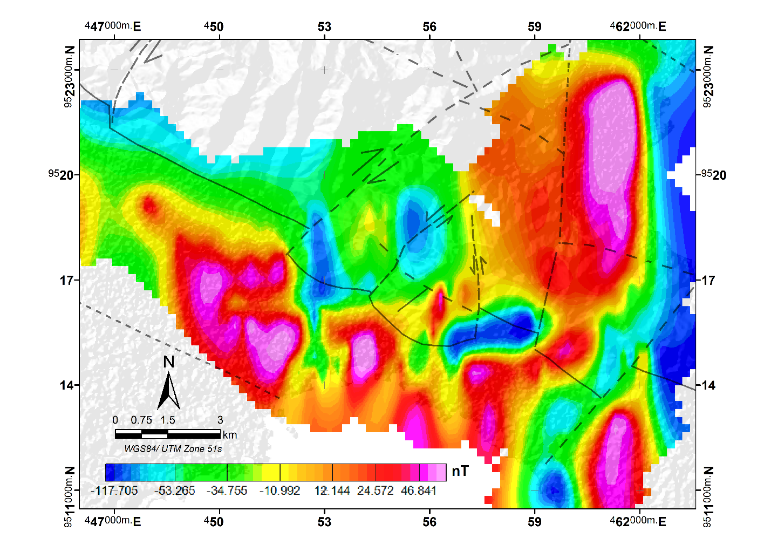 447000m.E 450 53 56 59 462000m.E
9523000m.N 9523000m.N
9520 9520
17 17
14 14
N
0 0.75 1.5 3
km
WGS84/ UTM Zone 51s
nT
-117.705 -53.265 -34.755 -10.992 12.144 24.572 46.841
9511000m.N 9511000m.N
447000m.E 450 53 56 59 462000m.E